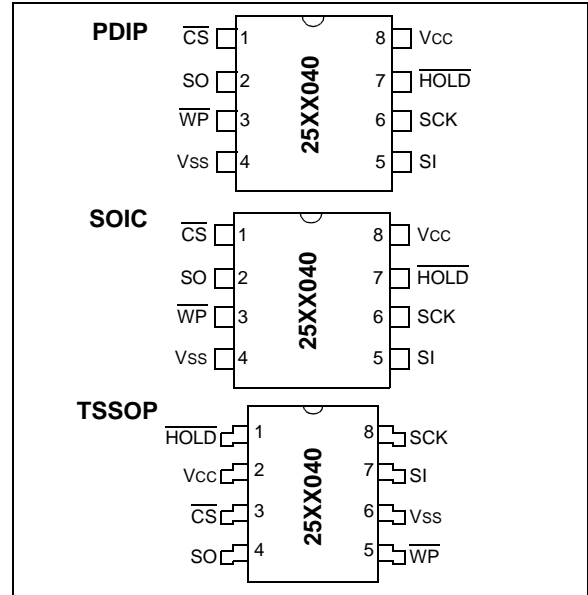 PDIP
CS 1 8 Vcc
SO 2 7 HOLD
WP 3 6 SCK
Vss 4 5 SI
25XX040
SOIC
CS 1 8 Vcc
SO 2 7 HOLD
WP 3 6 SCK
Vss 4 5 SI
25XX040
TSSOP
HOLD 1 8 SCK
Vcc 2 7 SI
CS 3 6 Vss
SO 4 5 WP
25XX040